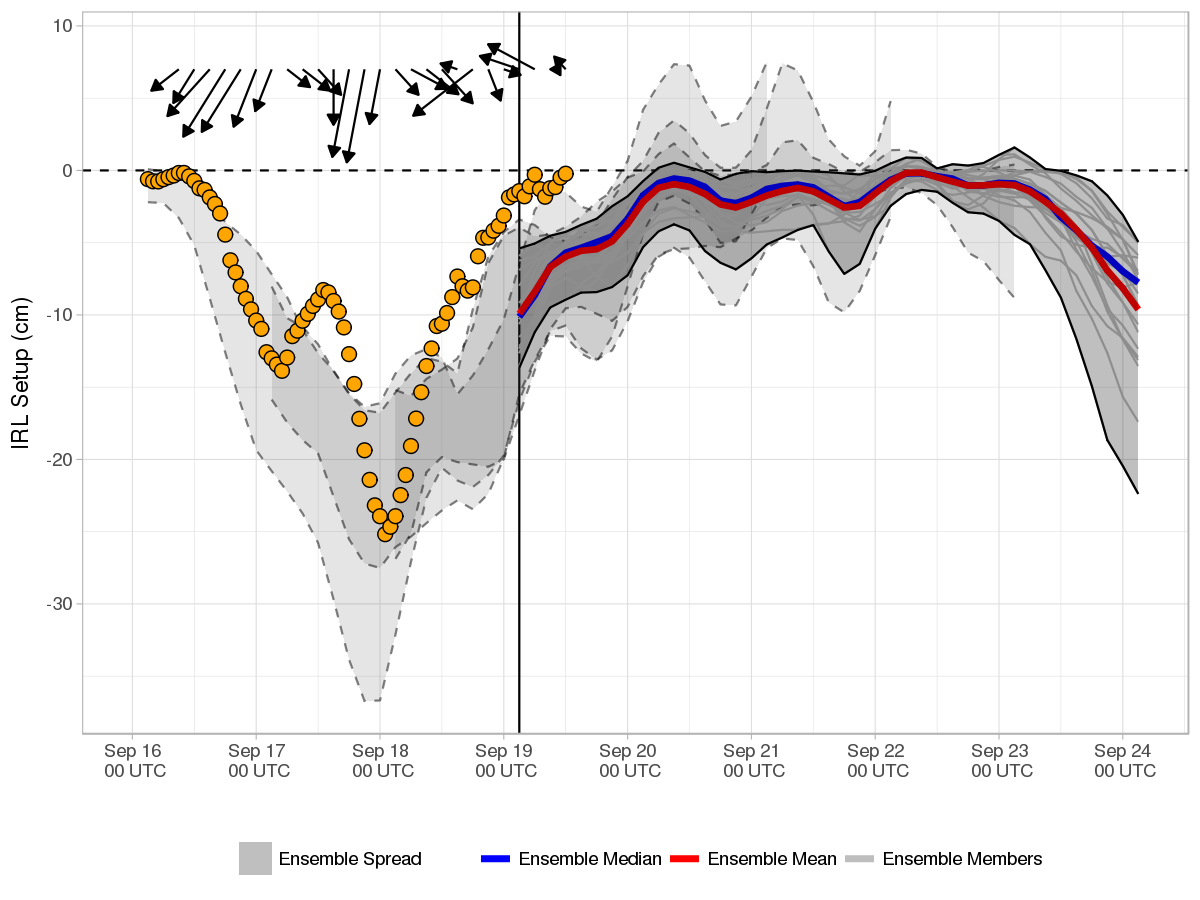 IRL Setup (cm)
10
0
-10
-20
-30
Sep 16 Sep 17 Sep 18 Sep 19 Sep 20 Sep 21 Sep 22 Sep 23 Sep 24
00 UTC 00 UTC 00 UTC 00 UTC 00 UTC 00 UTC 00 UTC 00 UTC 00 UTC
Ensemble Spread Ensemble Median Ensemble Mean Ensemble Members